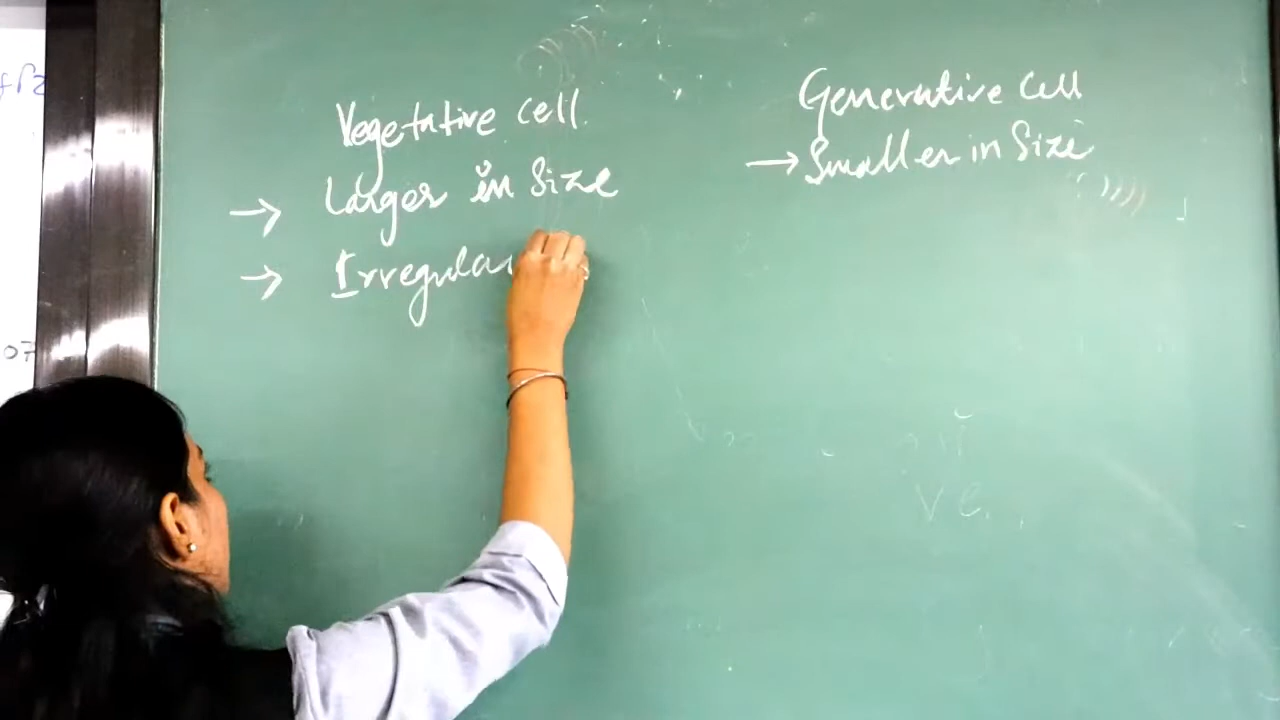 Vegetative cell.
→ Larger in Size
→ Irregular
Generative Cell
→ Smaller in Size